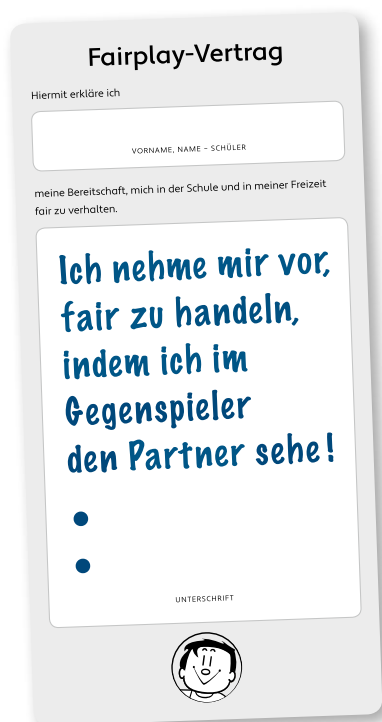 Fairplay-Vertrag
Hiermit erkläre ich
VORNAME, NAME – SCHÜLER
meine Bereitschaft, mich in der Schule und in meiner Freizeit
fair zu verhalten.
Ich nehme mir vor,
fair zu handeln,
indem ich im
Gegenspieler
den Partner sehe!
•
•
UNTERSCHRIFT